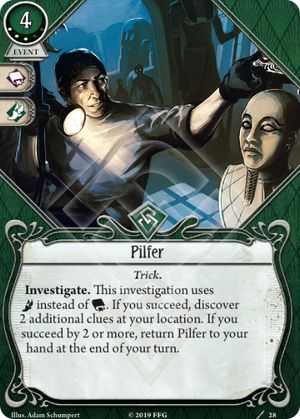 4
EVENT
Pilfer
Trick.
Investigate. This investigation uses
instead of . If you succeed, discover
2 additional clues at your location. If you
succeed by 2 or more, return Pilfer to your
hand at the end of your turn.
Illus. Adam Schumpert © 2019 FFG 28